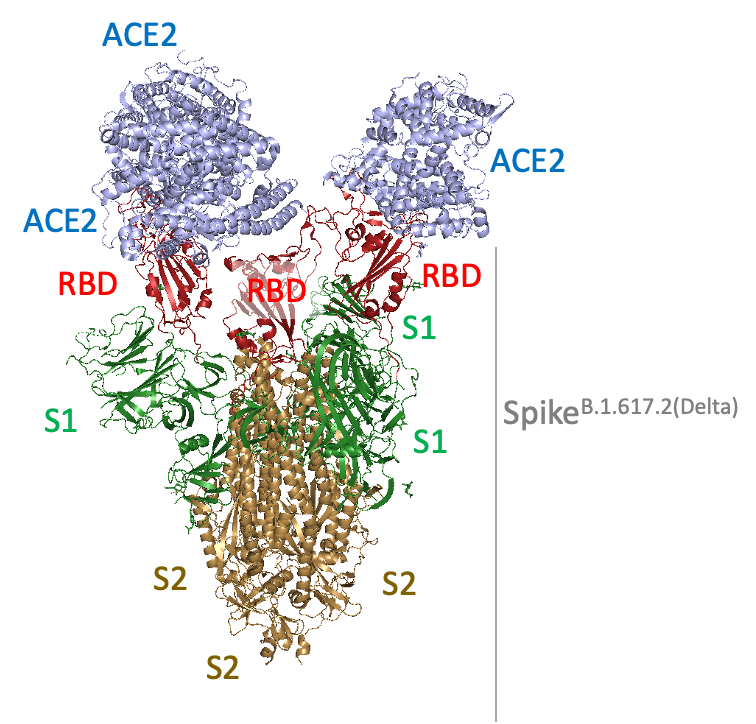 ACE2
ACE2
ACE2
RBD
RBD
RBD
S1
S1
Spike B.1.617.2(Delta)
S1
S2
S2
S2